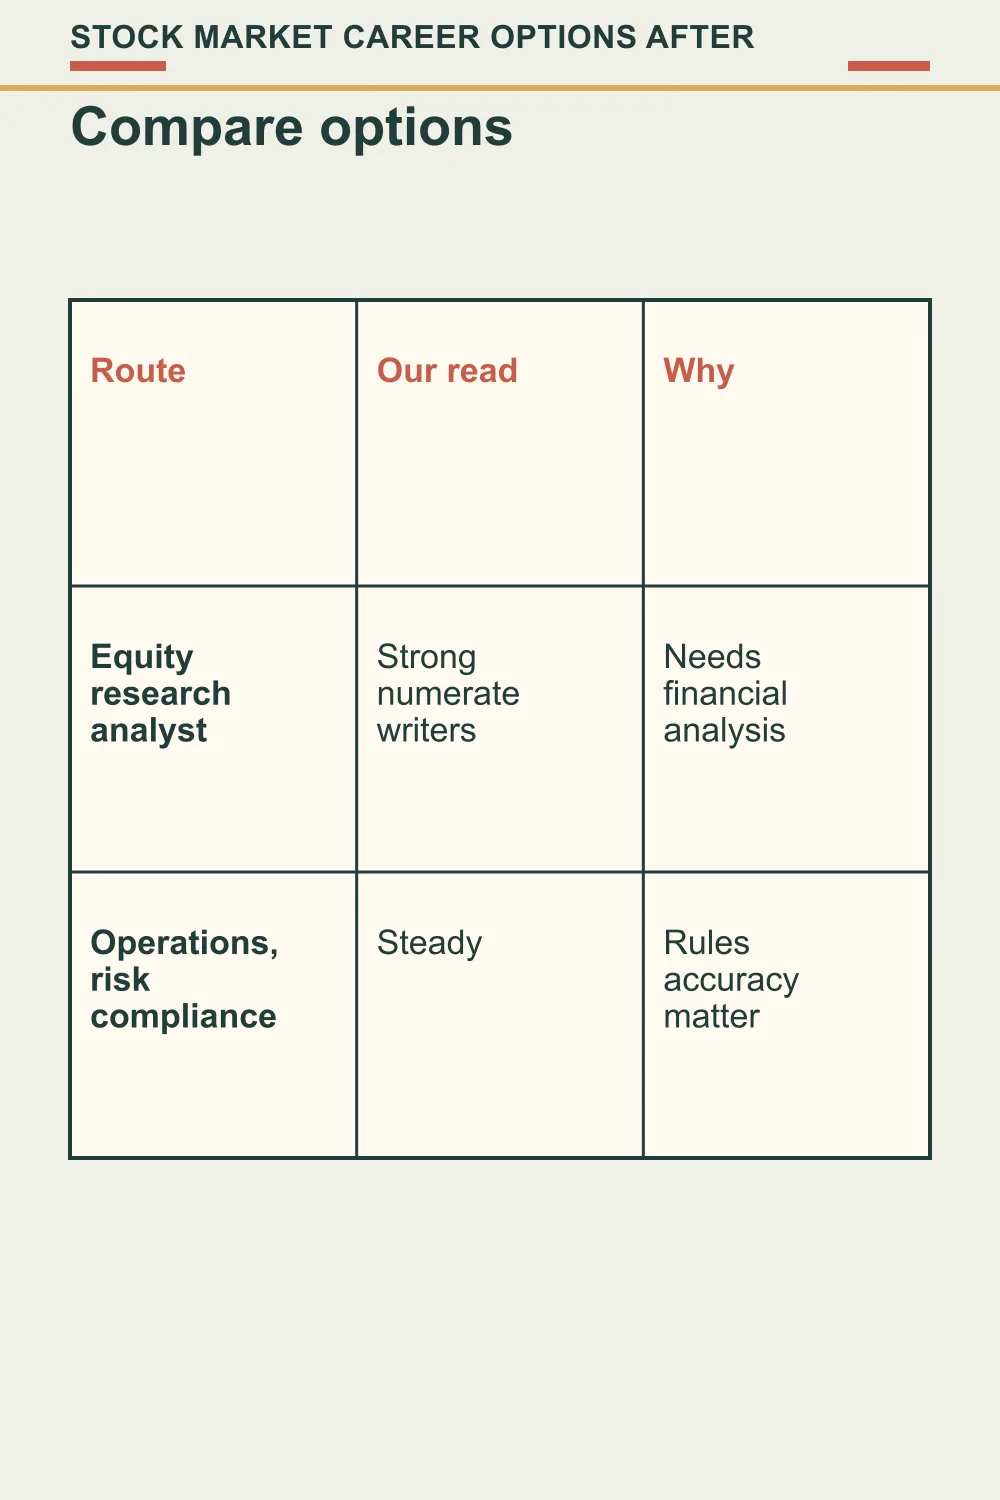 STOCK MARKET CAREER OPTIONS AFTER
Compare options
Route
Our read
Why
Equity
research
analyst
Strong
numerate
writers
Needs
financial
analysis
Operations,
risk
compliance
Steady
Rules
accuracy
matter